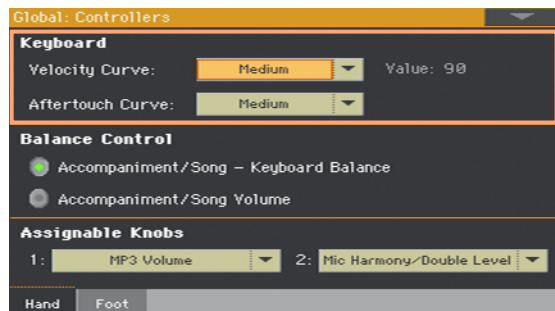 Global: Controllers
Keyboard
Velocity Curve: Medium Value: 90
Aftertouch Curve: Medium
Balance Control
Accompaniment/Song - Keyboard Balance
Accompaniment/Song Volume
Assignable Knobs
1: MP3 Volume 2: Mic Harmony/Double Level
Hand Foot